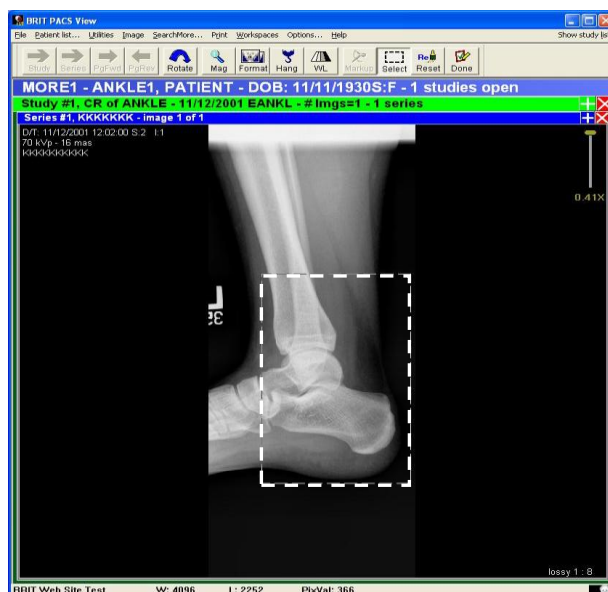 BRIT PACS View
File Patient list... Utilities Image SearchMore... Print Workspaces Options... Help Show study lis
Bstudy Series PgFwd PgRev Rotate Mag Format Hang WL Markup Select Reset Done
MORE1 - ANKLE1, PATIENT - DOB: 11/11/1930S:F - 1 studies open
Study #1, CR of ANKLE - 11/12/2001 EANKL - # Imgs=1 - 1 series
Series #1, KKKKKKK - image 1 of 1
D/T: 11/12/2001 12:02:00 S:2 I:1
70 kVp - 16 mas
KKKKKKKKKK
0.41X
L
32
lossy 1 : 8
BRIT Web Site Test W: 4096 L: 2252 PixVal: 366